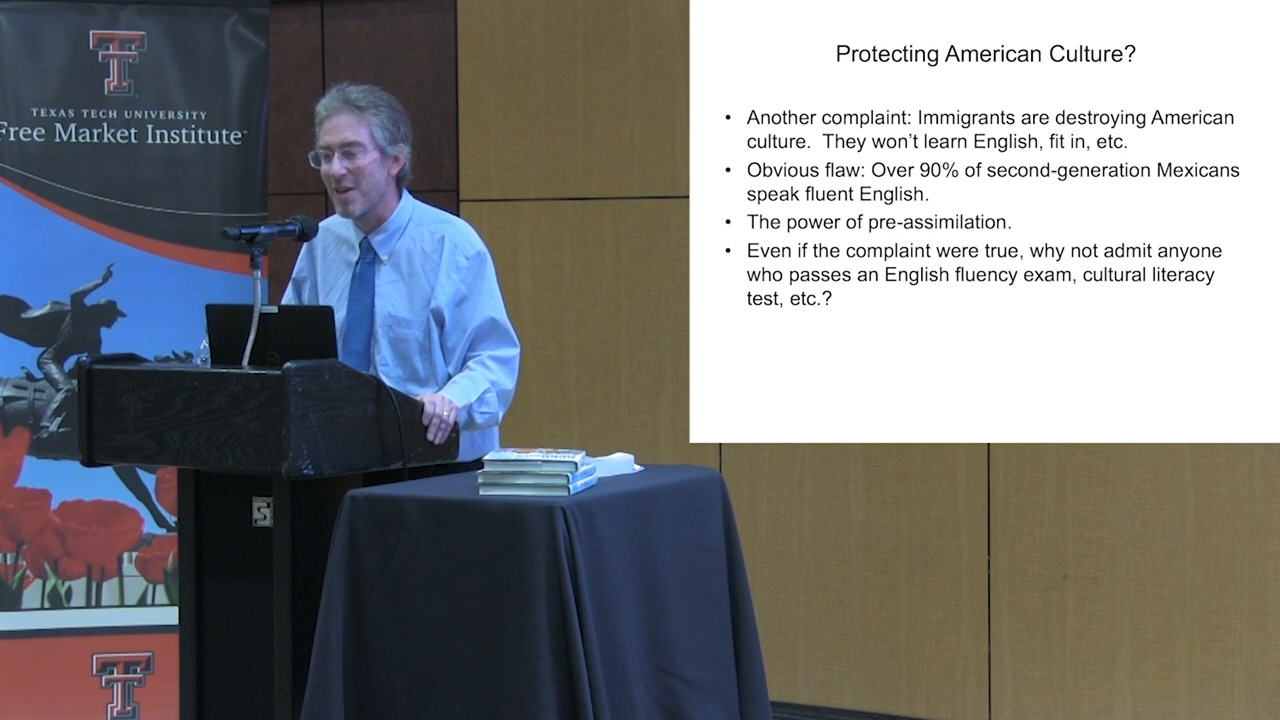 TEXAS TECH UNIVERSITY
Free Market Institute
Protecting American Culture?
• Another complaint: Immigrants are destroying American
culture. They won't learn English, fit in, etc.
• Obvious flaw: Over 90% of second-generation Mexicans
speak fluent English.
• The power of pre-assimilation.
• Even if the complaint were true, why not admit anyone
who passes an English fluency exam, cultural literacy
test, etc.?